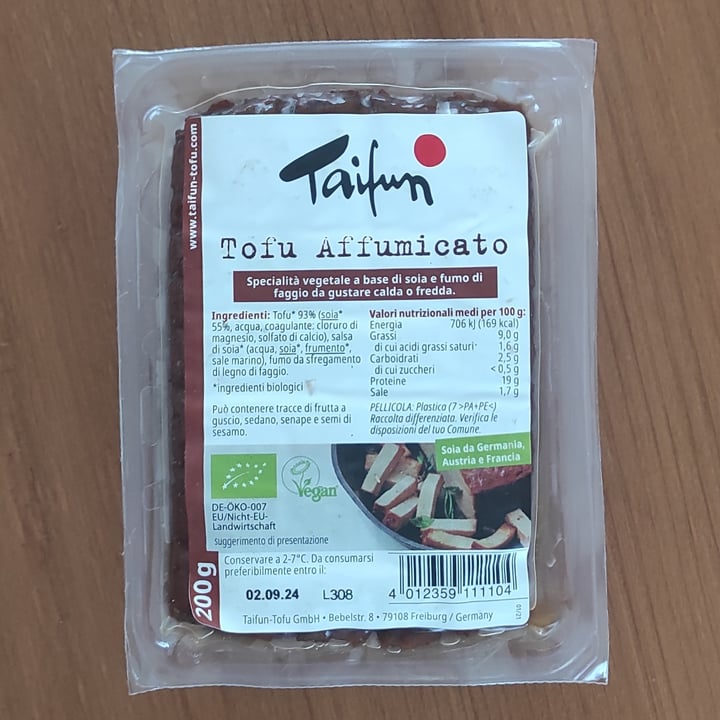 www.taifun-tofu.com
Taifun
Tofu Affumicato
Specialità vegetale a base di soia e fumo di
faggio da gustare calda o fredda.
Ingredienti: Tofu* 93% (soia*
55%, acqua, coagulante: cloruro di
magnesio, solfato di calcio), salsa
di soia* (acqua, soia*, frumento*,
sale marino), fumo da sfregamento
di legno di faggio.
*ingredienti biologici
Può contenere tracce di frutta a
guscio, sedano, senape e semi di
sesamo.
Valori nutrizionali medi per 100 g:
Energia 706 kJ (169 kcal)
Grassi 9,0 g
di cui acidi grassi saturi 1,6 g
Carboidrati 2,5 g
di cui zuccheri < 0,5 g
Proteine 19 g
Sale 1,7 g
PELLICOLA: Plastica (7 >PA+PE<)
Raccolta differenziata. Verifica le
disposizioni del tuo Comune.
Soia da Germania,
Austria e Francia
Vegan
DE-ÖKO-007
EU/Nicht-EU-
Landwirtschaft
suggerimento di presentazione
200 g
Conservare a 2-7°C. Da consumarsi
preferibilmente entro il:
02.09.24 L308
4 012359 111104
Taifun-Tofu GmbH • Bebelstr. 8 • 79108 Freiburg / Germany